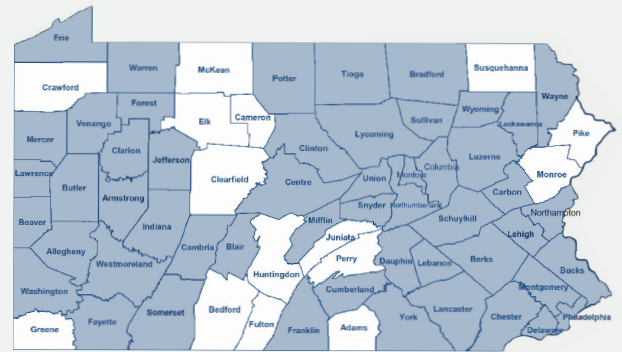 Erie
Warren
McKean
Potter
Tioga
Bradford
Susquehanna
Wayne
Crawford
Forest
Elk
Cameron
Sullivan
Wyoming
Lackawanna
Pike
Mercer
Venango
Clarion
Jefferson
Clearfield
Clinton
Lycoming
Columbia
Luzerne
Monroe
Lawrence
Butler
Armstrong
Indiana
Centre
Union
Montour
Northumberland
Snyder
Carbon
Northampton
Beaver
Allegheny
Westmoreland
Cambria
Blair
Huntingdon
Mifflin
Juniata
Perry
Dauphin
Lebanon
Schuylkill
Berks
Lehigh
Bucks
Washington
Greene
Fayette
Somerset
Bedford
Fulton
Franklin
Cumberland
Adams
York
Lancaster
Chester
Montgomery
Delaware
Philadelphia